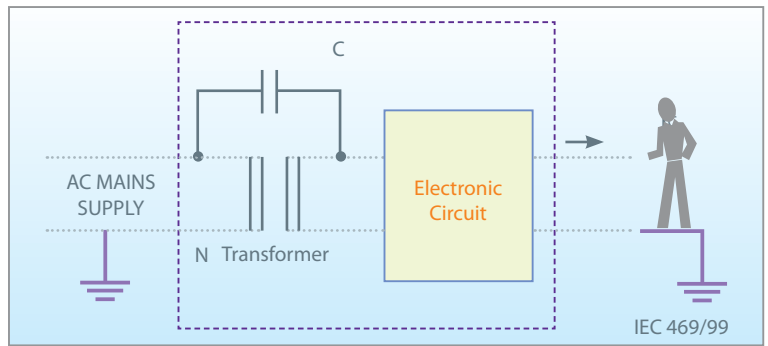 C
AC MAINS
SUPPLY
Electronic
Circuit
N
Transformer
IEC 469/99